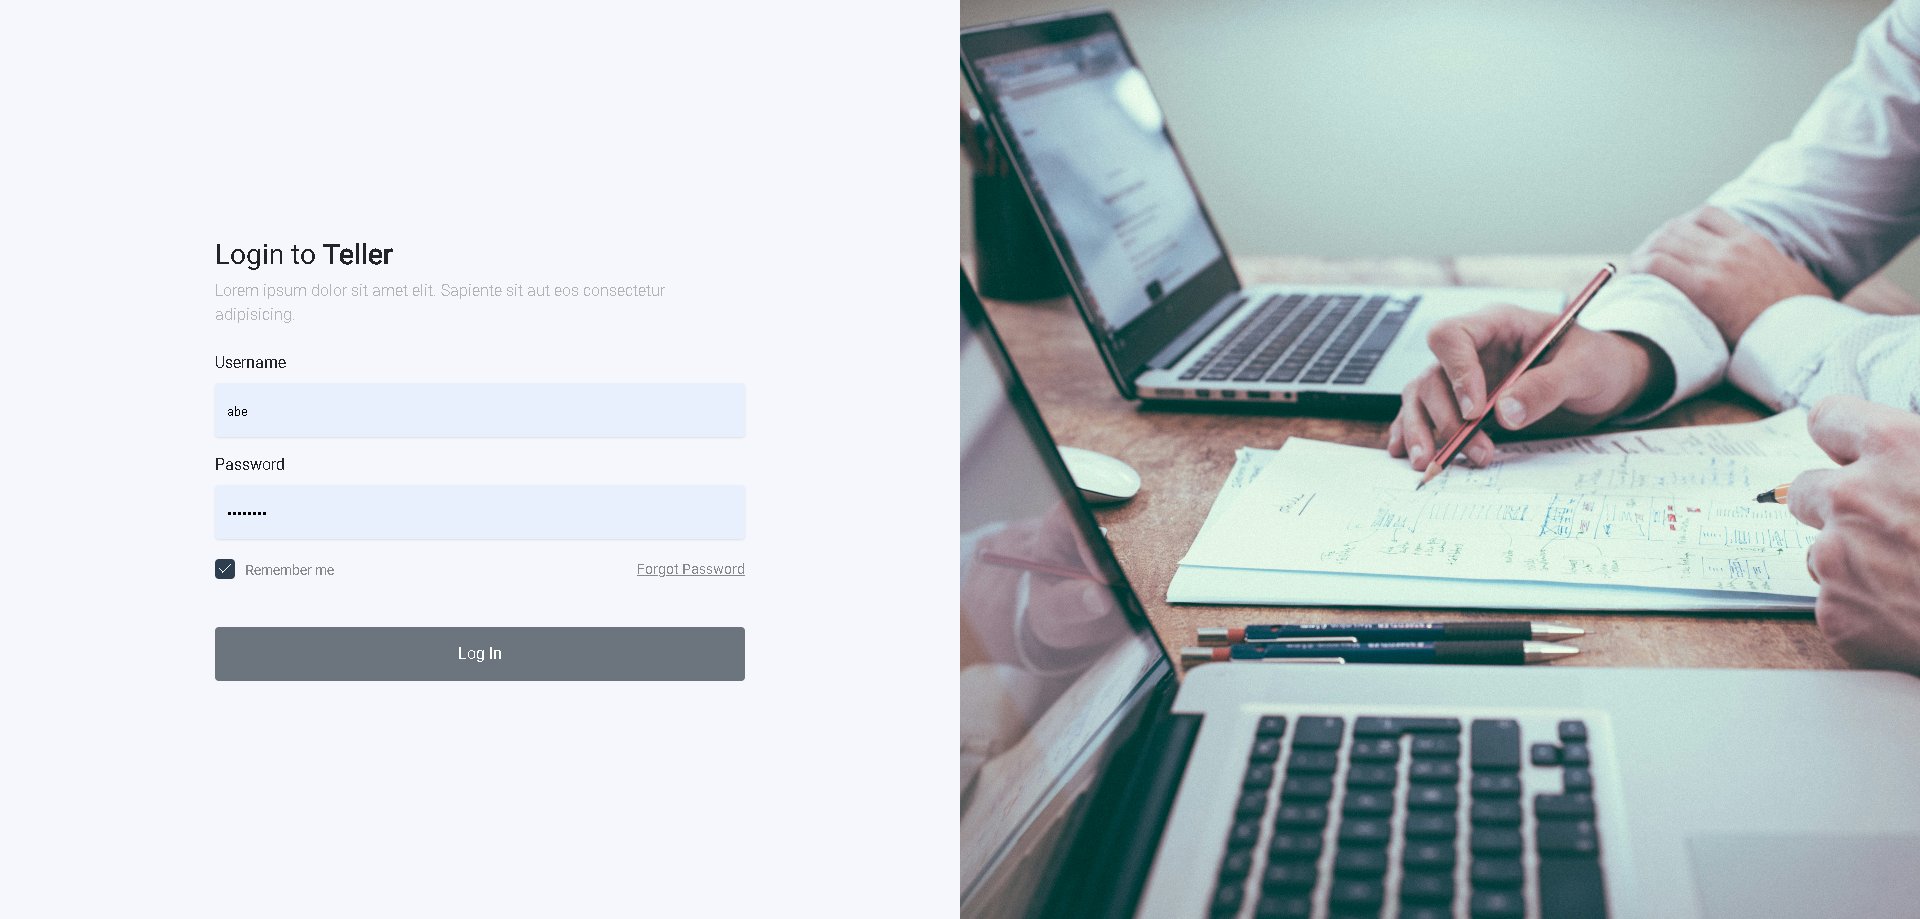 Login to Teller
Lorem ipsum dolor sit amet elit. Sapiente sit aut eos consectetur
adipisicing.
Username
abe
Password
••••••••
Remember me
Forgot Password
Log In